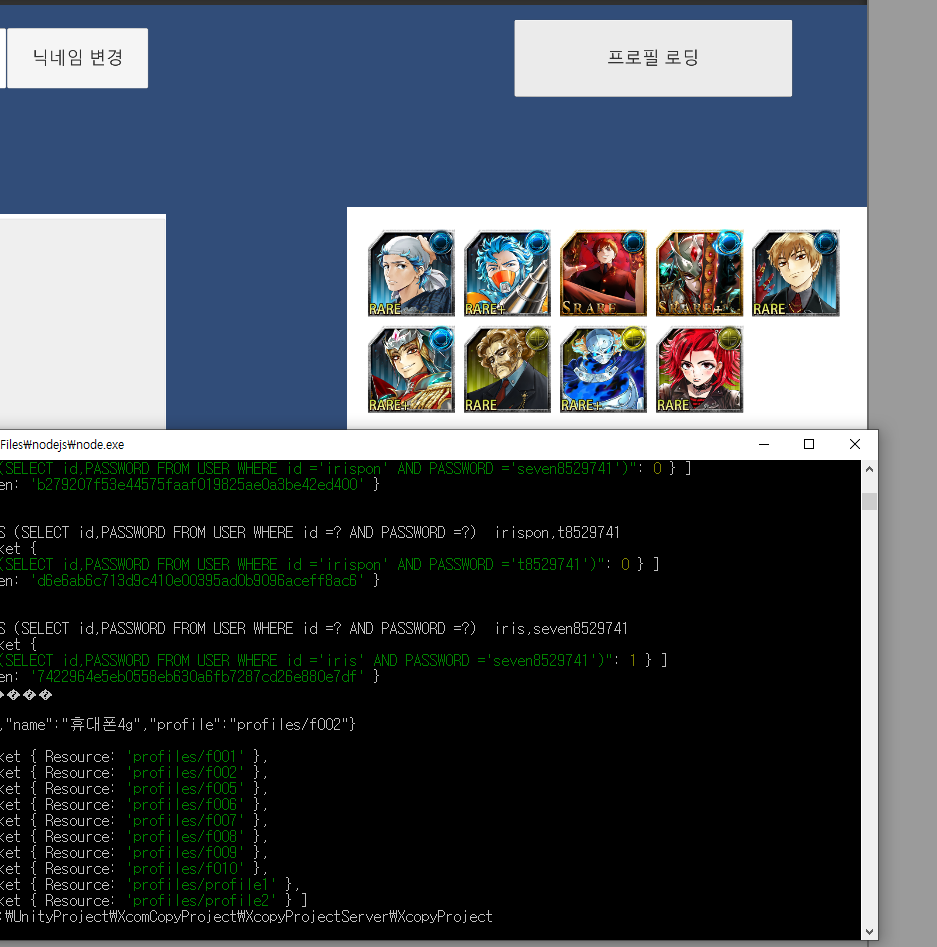 닉네임 변경
프로필 로딩
RARE
RARE+
SRARE
RARE
RARE+
RARE
RARE+
RARE
Files\nodejs\node.exe
(SELECT id,PASSWORD FROM USER WHERE id ='irispon' AND PASSWORD ='seven8529741')": 0 } ]
en: 'b279207f53e44575faaf019825ae0a3be42ed400' }
S (SELECT id,PASSWORD FROM USER WHERE id =? AND PASSWORD =?)  irispon,t8529741
ket {
(SELECT id,PASSWORD FROM USER WHERE id ='irispon' AND PASSWORD ='t8529741')": 0 } ]
en: 'd6e6ab6c713d9c410e00395ad0b9096aceff8ac6' }
S (SELECT id,PASSWORD FROM USER WHERE id =? AND PASSWORD =?)  iris,seven8529741
ket {
(SELECT id,PASSWORD FROM USER WHERE id ='iris' AND PASSWORD ='seven8529741')": 1 } ]
en: '7422964e5eb0558eb630a6fb7287cd26e880e7df' }
����
,"name":"휴대폰4g","profile":"profiles/f002"}
ket { Resource: 'profiles/f001' },
ket { Resource: 'profiles/f002' },
ket { Resource: 'profiles/f005' },
ket { Resource: 'profiles/f006' },
ket { Resource: 'profiles/f007' },
ket { Resource: 'profiles/f008' },
ket { Resource: 'profiles/f009' },
ket { Resource: 'profiles/f010' },
ket { Resource: 'profiles/profile1' },
ket { Resource: 'profiles/profile2' } ]
:\UnityProject\XcomCopyProject\XcopyProjectServer\XcopyProject